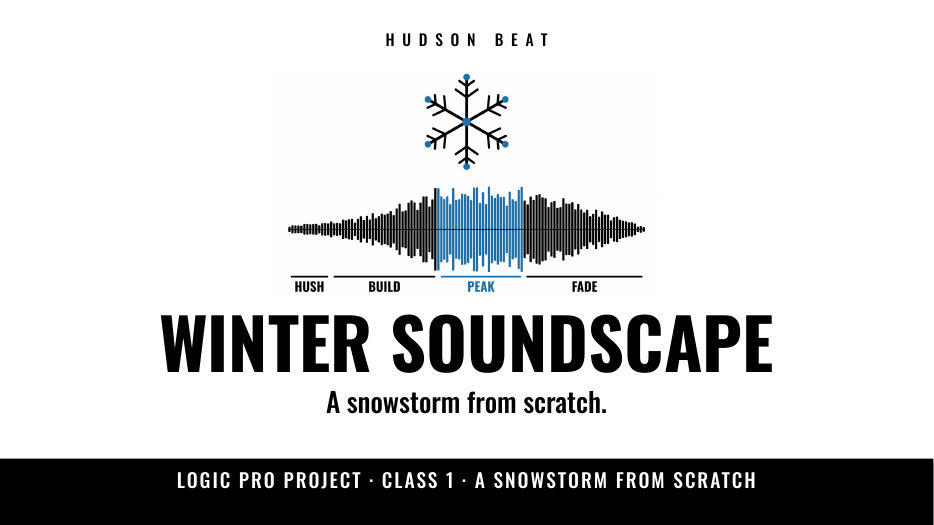 HUDSON BEAT
HUSH BUILD PEAK FADE
WINTER SOUNDSCAPE
A snowstorm from scratch.
LOGIC PRO PROJECT · CLASS 1 · A SNOWSTORM FROM SCRATCH